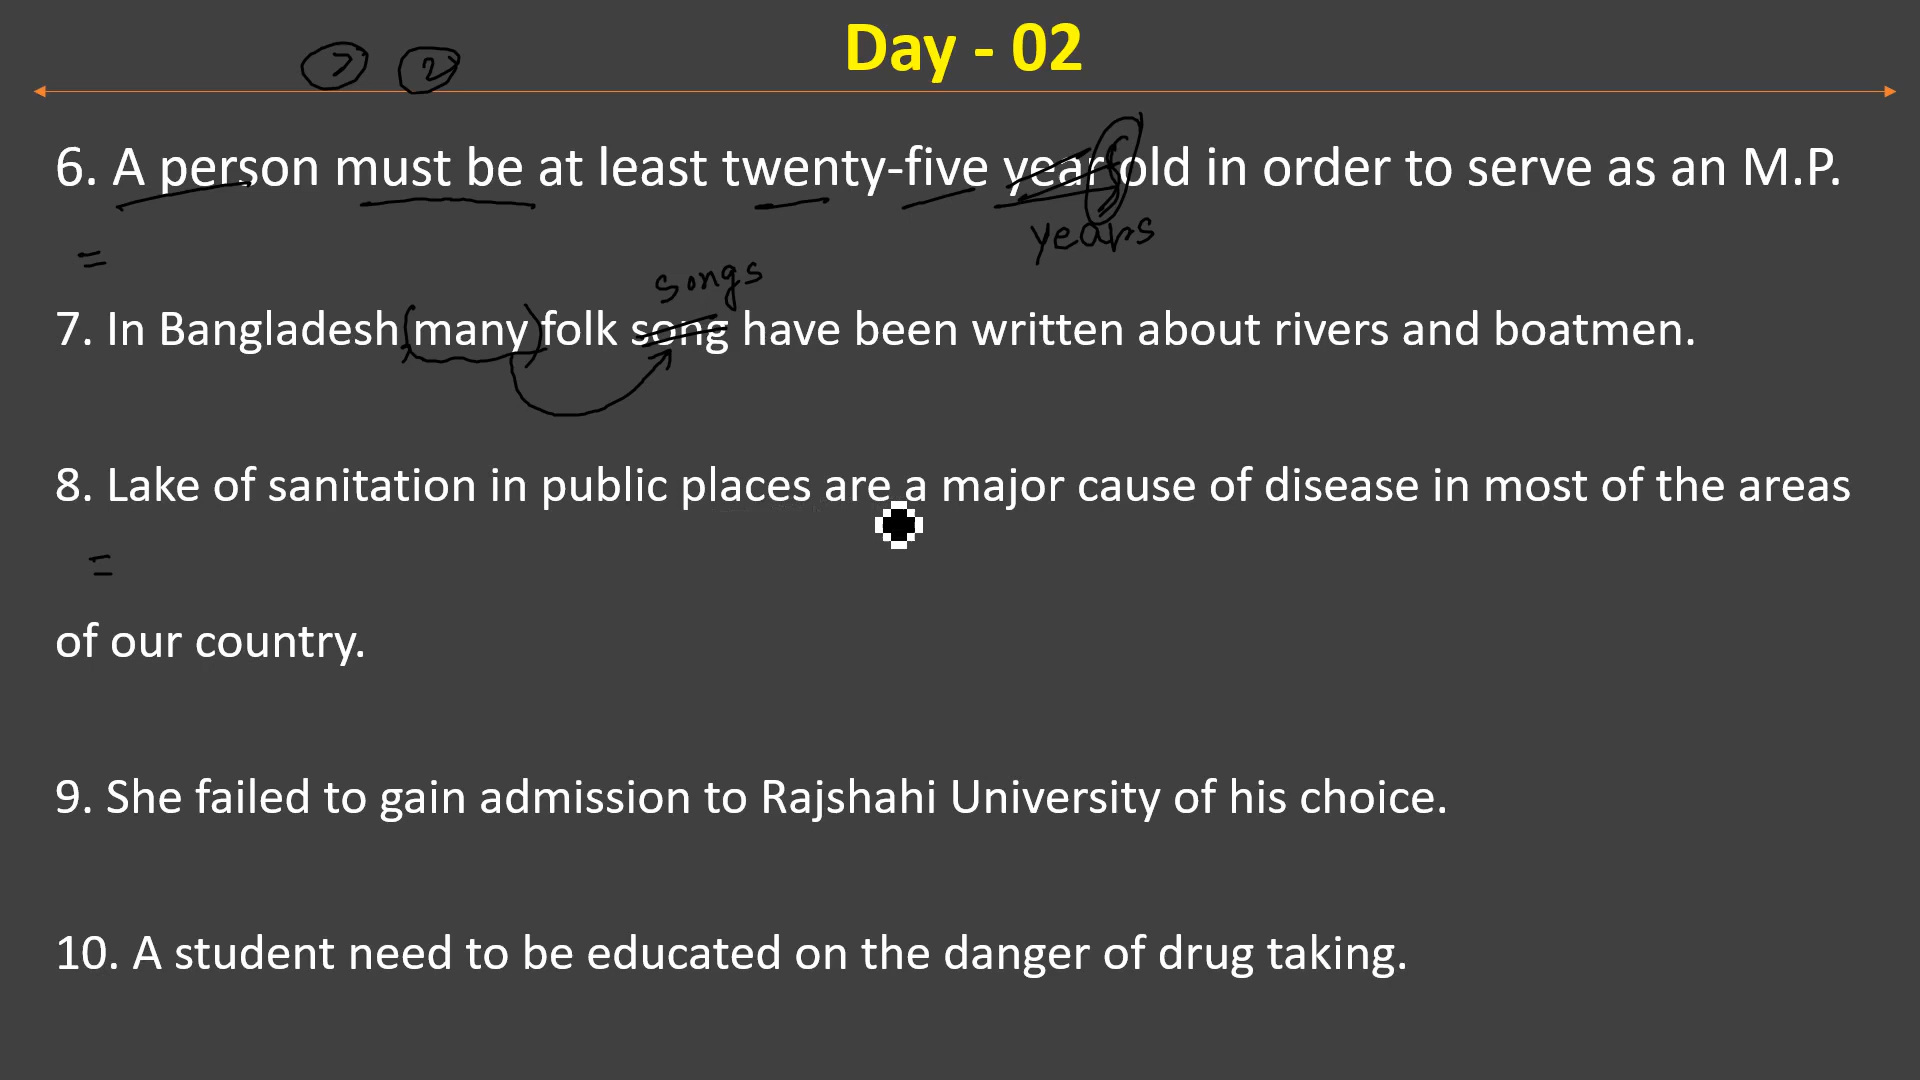 Day - 02
6. A person must be at least twenty-five year old in order to serve as an M.P.
years
songs
7. In Bangladesh many folk song have been written about rivers and boatmen.
8. Lake of sanitation in public places are a major cause of disease in most of the areas
=
of our country.
9. She failed to gain admission to Rajshahi University of his choice.
10. A student need to be educated on the danger of drug taking.